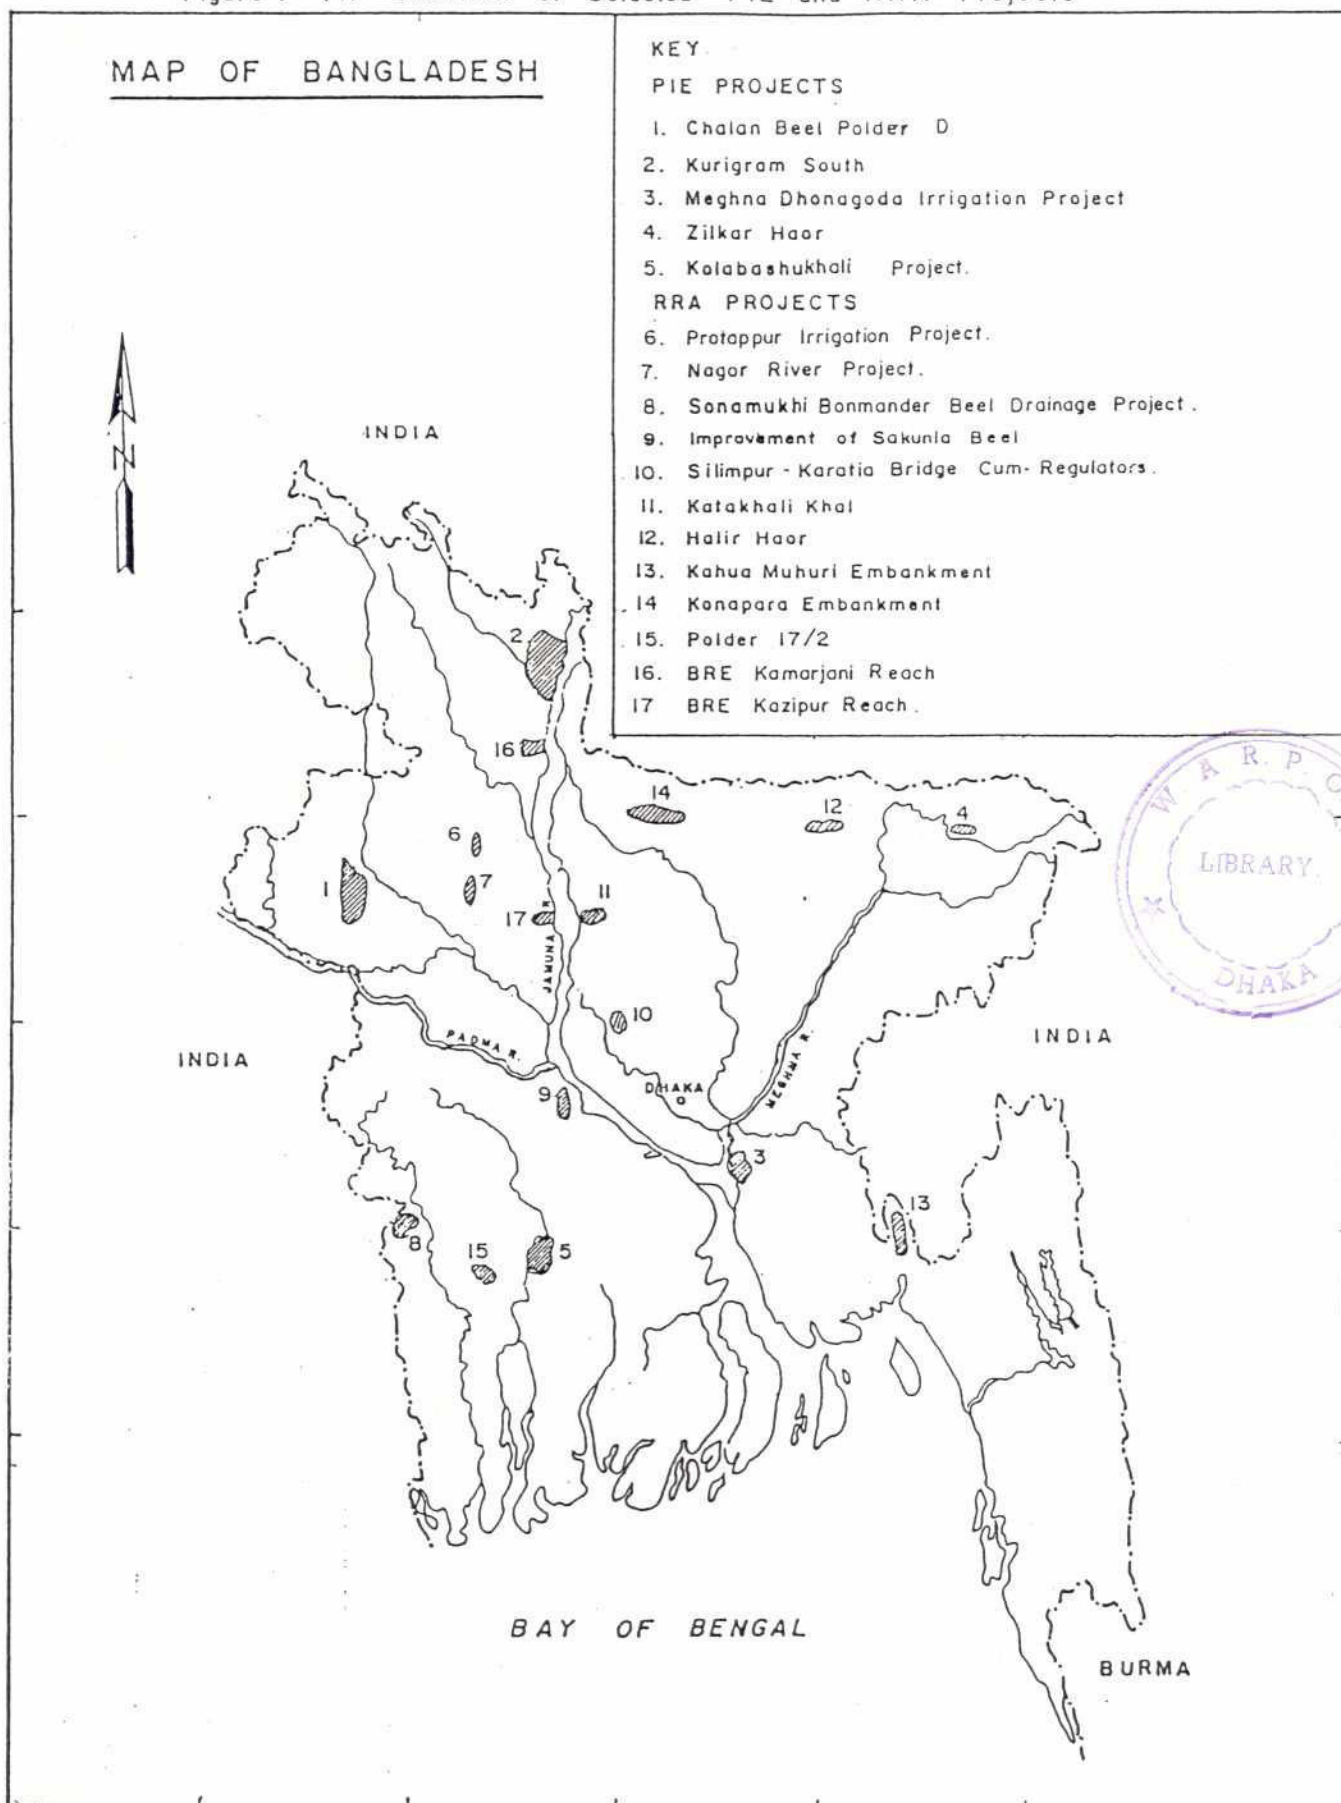 MAP OF BANGLADESH
KEY
PIE PROJECTS
1. Chalan Beel Polder D
2. Kurigram South
3. Meghna Dhonagoda Irrigation Project
4. Zilkar Haor
5. Kolabashukhali Project.
RRA PROJECTS
6. Protappur Irrigation Project.
7. Nagor River Project.
8. Sonamukhi Bonmander Beel Drainage Project.
9. Improvement of Sakunia Beel
10. Silimpur - Karatia Bridge Cum- Regulators.
11. Katakhali Khal
12. Halir Haor
13. Kahua Muhuri Embankment
14 Konapara Embankment
15. Polder 17/2
16. BRE Kamarjani Reach
17 BRE Kazipur Reach.
N
INDIA
2
16
14
12
4
6
1
7
17
11
JAMUNA R
10
PADMA R.
INDIA
INDIA
DHAKA
MEGHNA R.
9
3
13
8
15
5
BAY OF BENGAL
BURMA
W A R P O
LIBRARY.
DHAKA